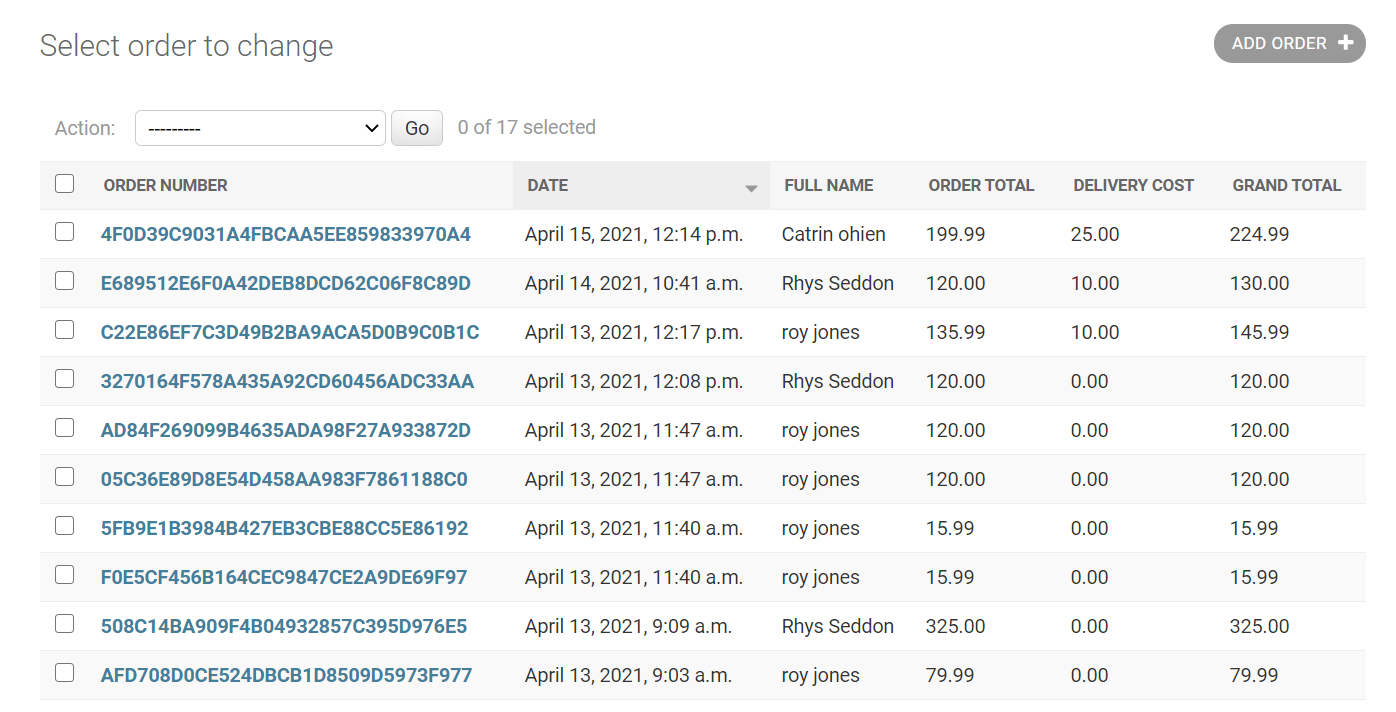 Select order to change
ADD ORDER
Action: --------- Go 0 of 17 selected
ORDER NUMBER DATE FULL NAME ORDER TOTAL DELIVERY COST GRAND TOTAL
4F0D39C9031A4FBCAA5EE859833970A4 April 15, 2021, 12:14 p.m. Catrin ohien 199.99 25.00 224.99
E689512E6F0A42DEB8DCD62C06F8C89D April 14, 2021, 10:41 a.m. Rhys Seddon 120.00 10.00 130.00
C22E86EF7C3D49B2BA9ACA5D0B9C0B1C April 13, 2021, 12:17 p.m. roy jones 135.99 10.00 145.99
3270164F578A435A92CD60456ADC33AA April 13, 2021, 12:08 p.m. Rhys Seddon 120.00 0.00 120.00
AD84F269099B4635ADA98F27A933872D April 13, 2021, 11:47 a.m. roy jones 120.00 0.00 120.00
05C36E89D8E54D458AA983F7861188C0 April 13, 2021, 11:47 a.m. roy jones 120.00 0.00 120.00
5FB9E1B3984B427EB3CBE88CC5E86192 April 13, 2021, 11:40 a.m. roy jones 15.99 0.00 15.99
F0E5CF456B164CEC9847CE2A9DE69F97 April 13, 2021, 11:40 a.m. roy jones 15.99 0.00 15.99
508C14BA909F4B04932857C395D976E5 April 13, 2021, 9:09 a.m. Rhys Seddon 325.00 0.00 325.00
AFD708D0CE524DBCB1D8509D5973F977 April 13, 2021, 9:03 a.m. roy jones 79.99 0.00 79.99